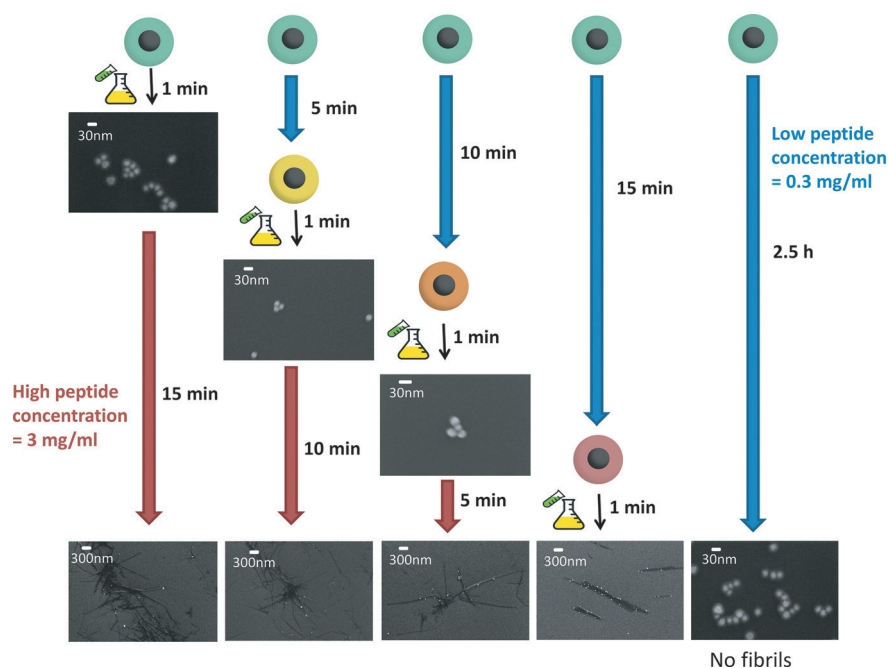 1 min
30nm
5 min
1 min
30nm
10 min
1 min
30nm
15 min
1 min
Low peptide
concentration
= 0.3 mg/ml
2.5 h
High peptide
concentration
= 3 mg/ml
15 min
10 min
5 min
300nm
300nm
300nm
300nm
30nm
No fibrils